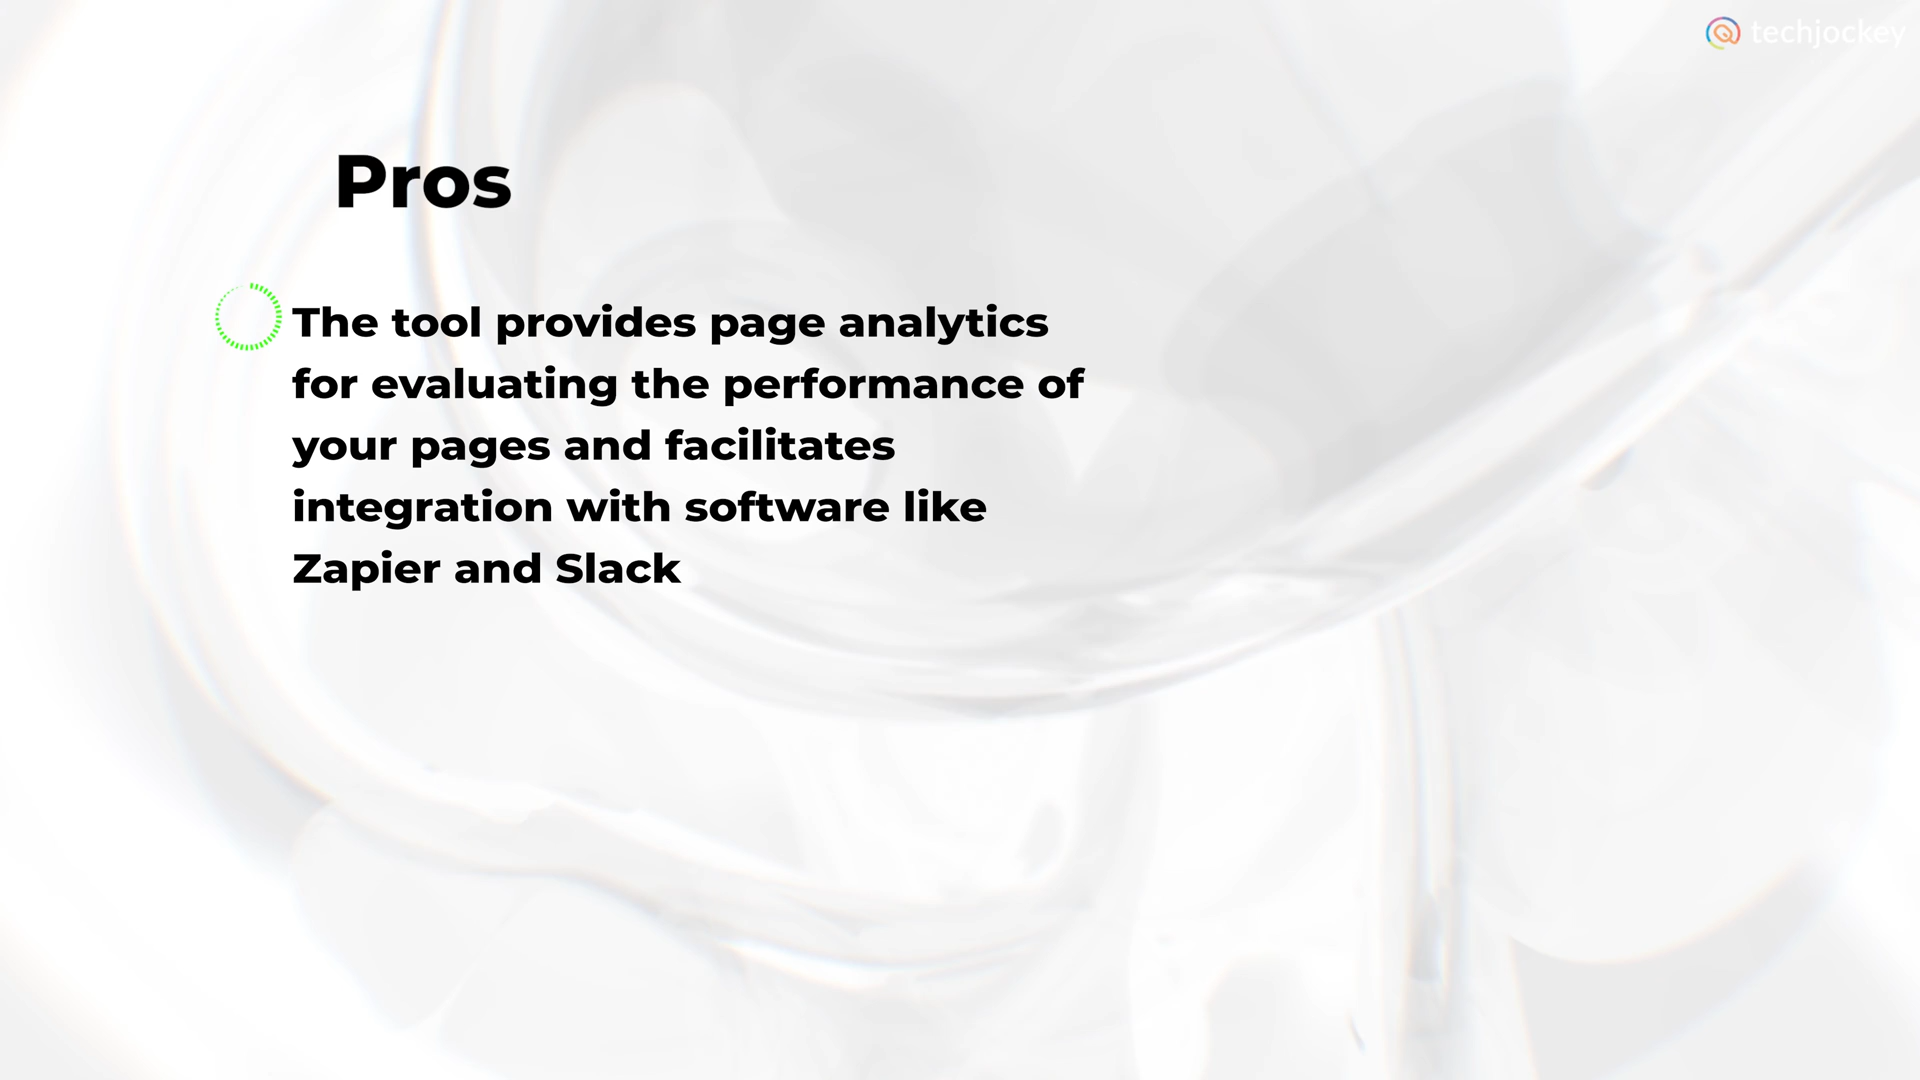 techjockey
Pros
The tool provides page analytics
for evaluating the performance of
your pages and facilitates
integration with software like
Zapier and Slack